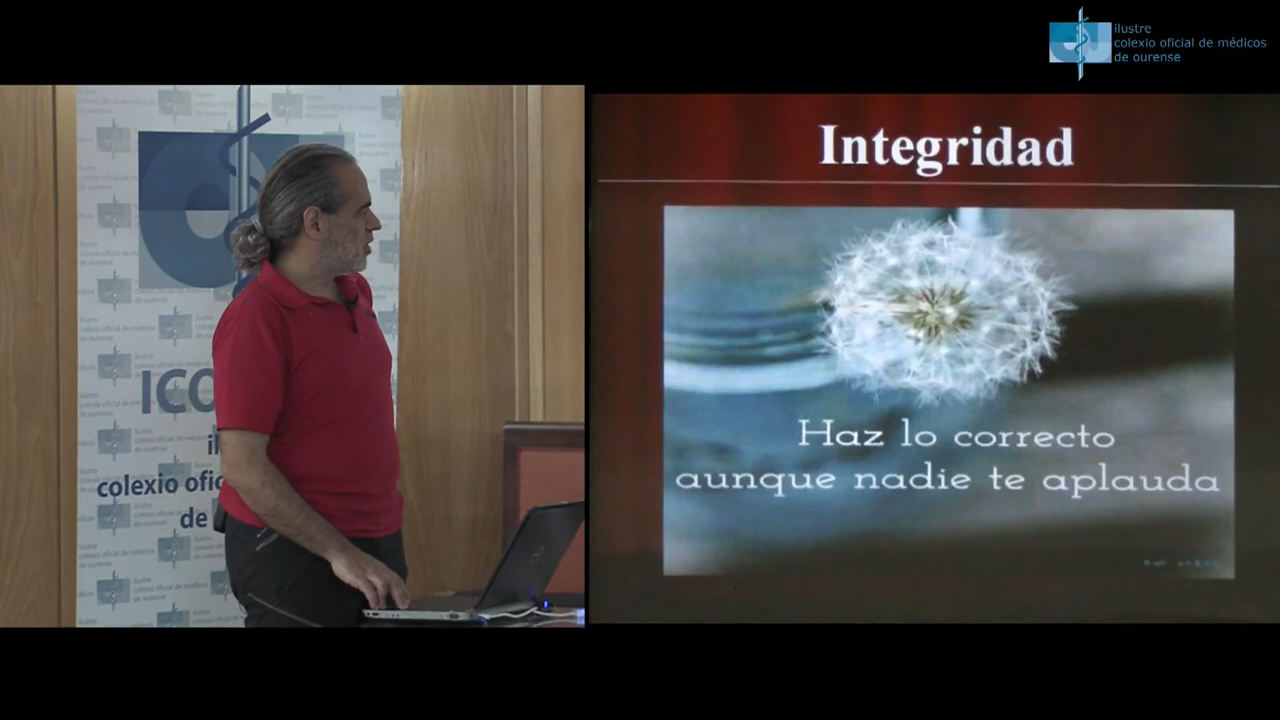 ilustre
colexio oficial de médicos
de ourense
Integridad
Haz lo correcto
aunque nadie te aplauda
ICO
il
colexio ofic
de